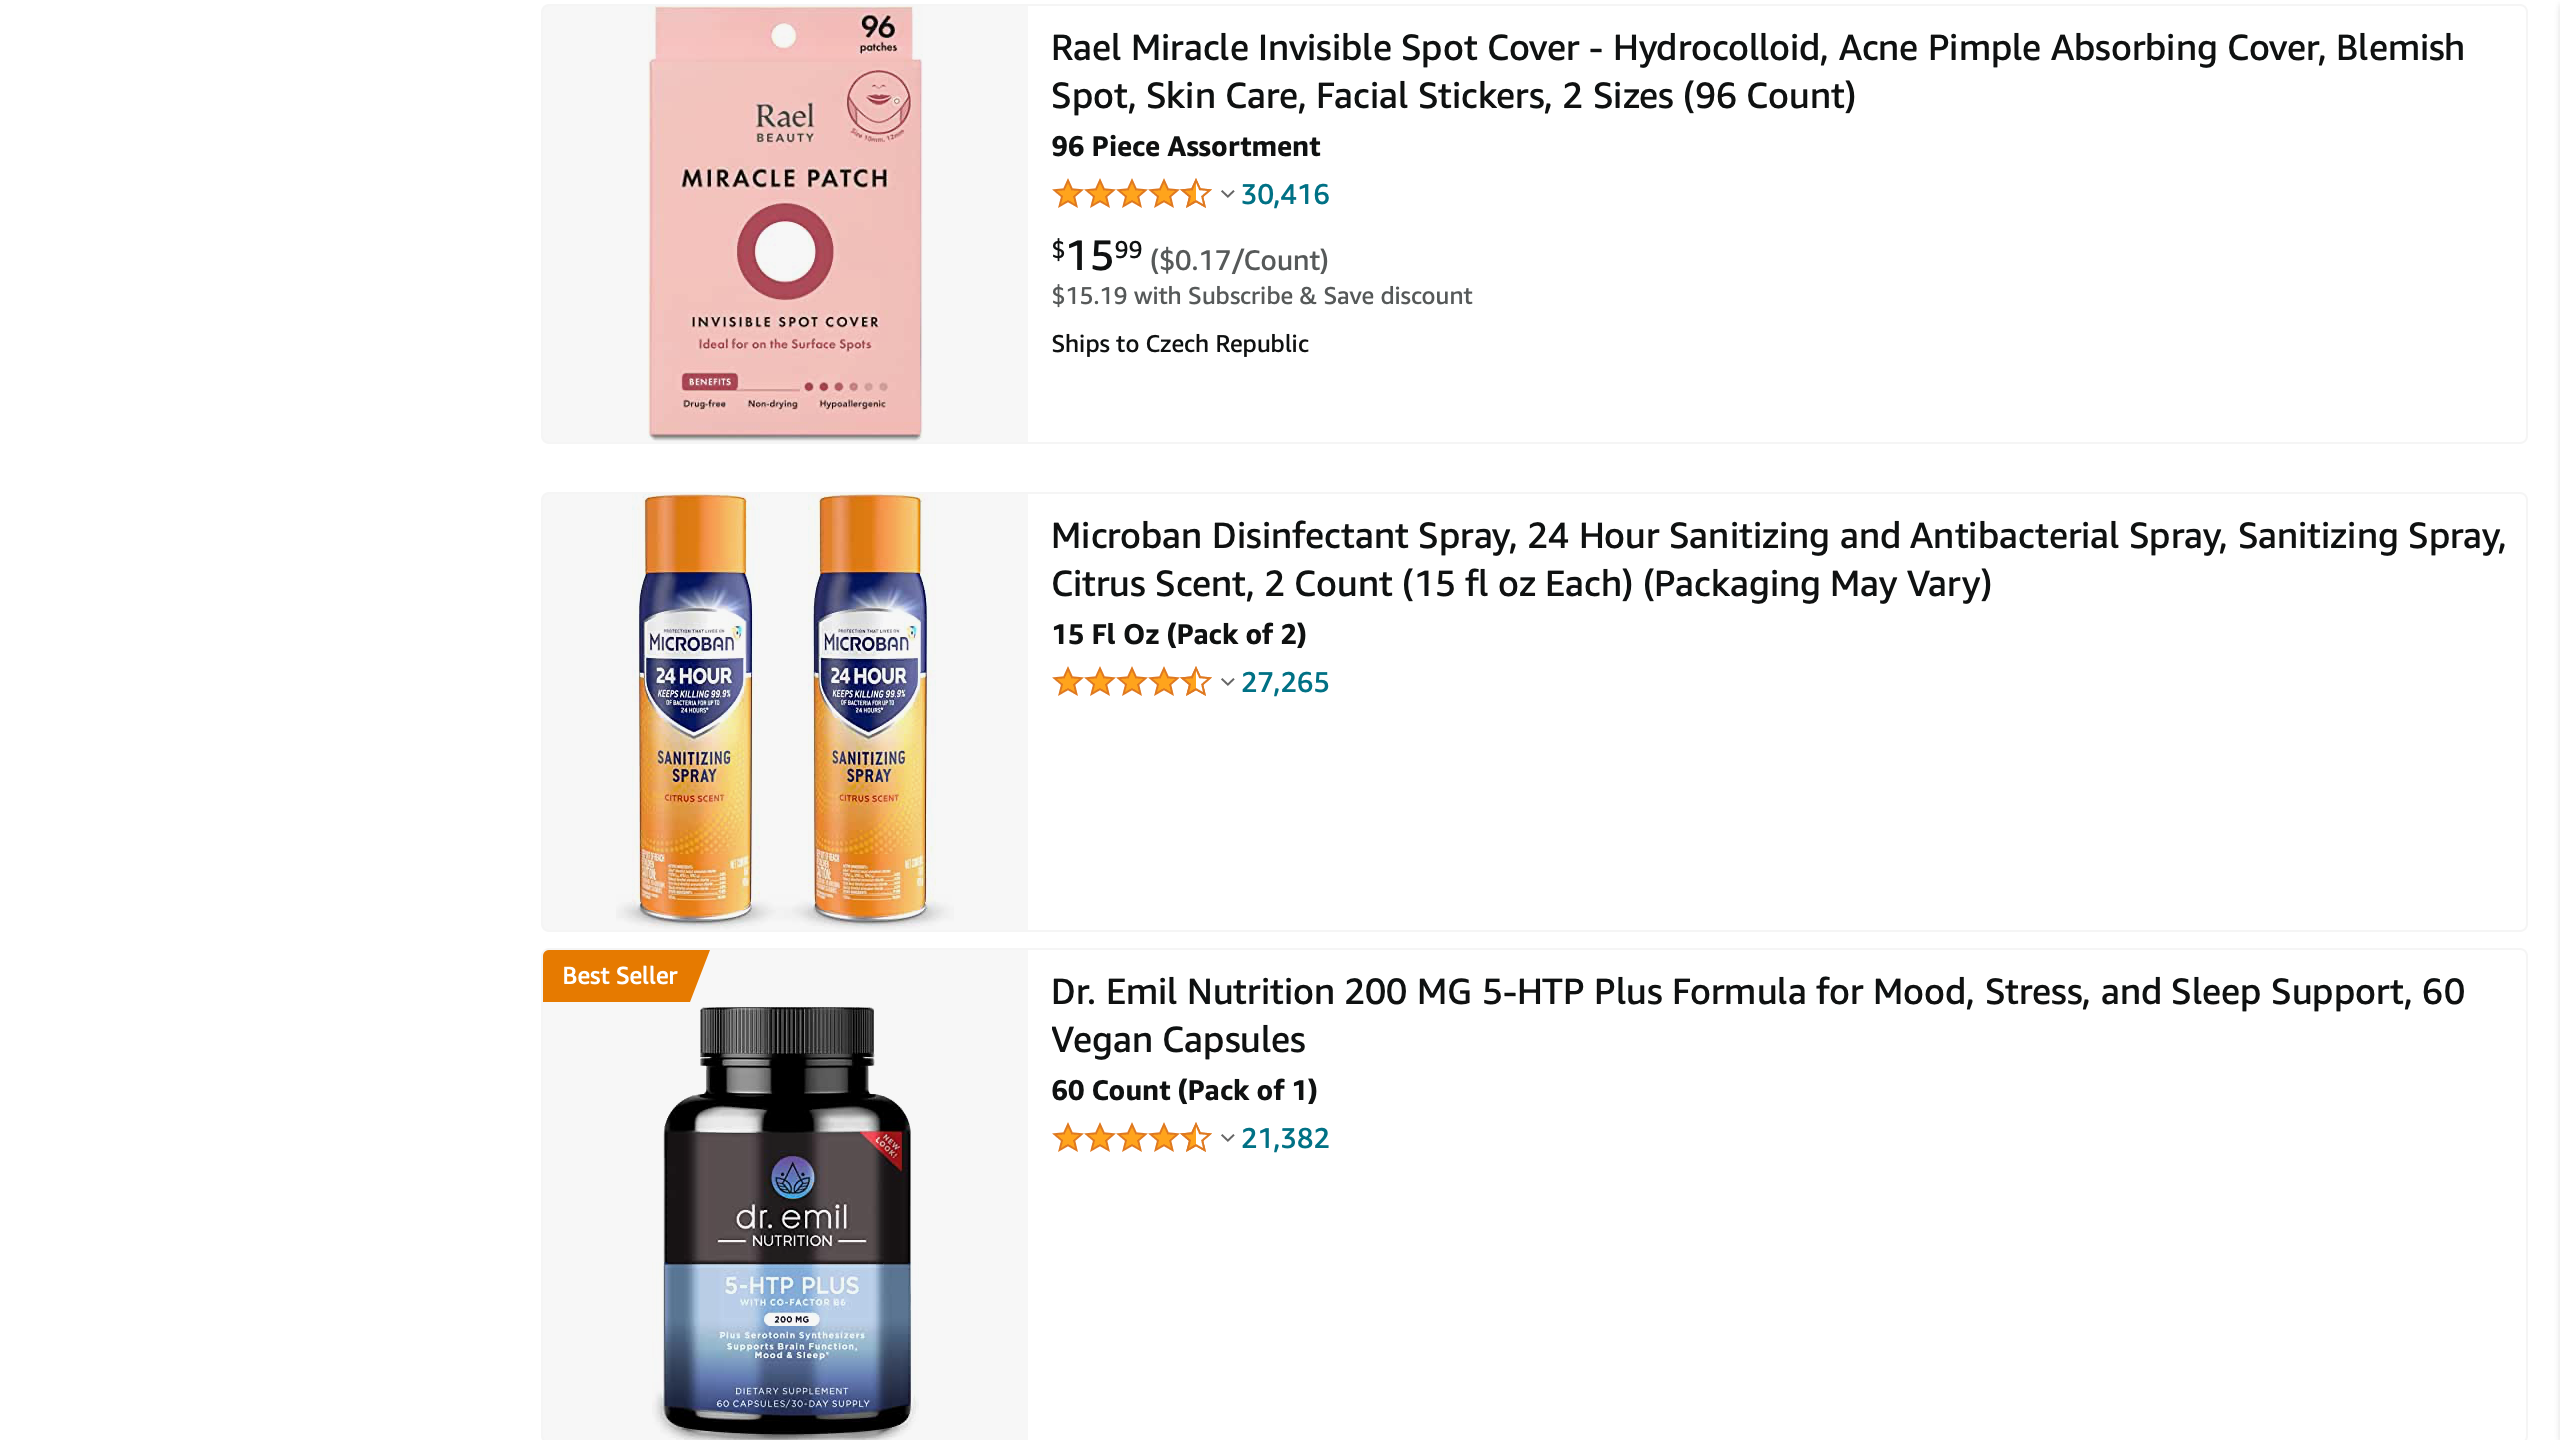 96
patches
Rael
BEAUTY
MIRACLE PATCH
INVISIBLE SPOT COVER
Ideal for on the Surface Spots
BENEFITS
Drug-free Non-drying Hypoallergenic
Rael Miracle Invisible Spot Cover - Hydrocolloid, Acne Pimple Absorbing Cover, Blemish
Spot, Skin Care, Facial Stickers, 2 Sizes (96 Count)
96 Piece Assortment
30,416
$15.99 ($0.17/Count)
$15.19 with Subscribe & Save discount
Ships to Czech Republic
PROTECTION THAT LIVES ON
MICROBAN
24 HOUR
KEEPS KILLING 99.9%
OF BACTERIA FOR UP TO
24 HOURS*
SANITIZING
SPRAY
CITRUS SCENT
PROTECTION THAT LIVES ON
MICROBAN
24 HOUR
KEEPS KILLING 99.9%
OF BACTERIA FOR UP TO
24 HOURS*
SANITIZING
SPRAY
CITRUS SCENT
Microban Disinfectant Spray, 24 Hour Sanitizing and Antibacterial Spray, Sanitizing Spray,
Citrus Scent, 2 Count (15 fl oz Each) (Packaging May Vary)
15 Fl Oz (Pack of 2)
27,265
Best Seller
NEW
LOOK!
dr. emil
NUTRITION
5-HTP PLUS
WITH CO-FACTOR B6
200 MG
Plus Serotonin Synthesizers
Supports Brain Function,
Mood & Sleep*
DIETARY SUPPLEMENT
60 CAPSULES/30-DAY SUPPLY
Dr. Emil Nutrition 200 MG 5-HTP Plus Formula for Mood, Stress, and Sleep Support, 60
Vegan Capsules
60 Count (Pack of 1)
21,382